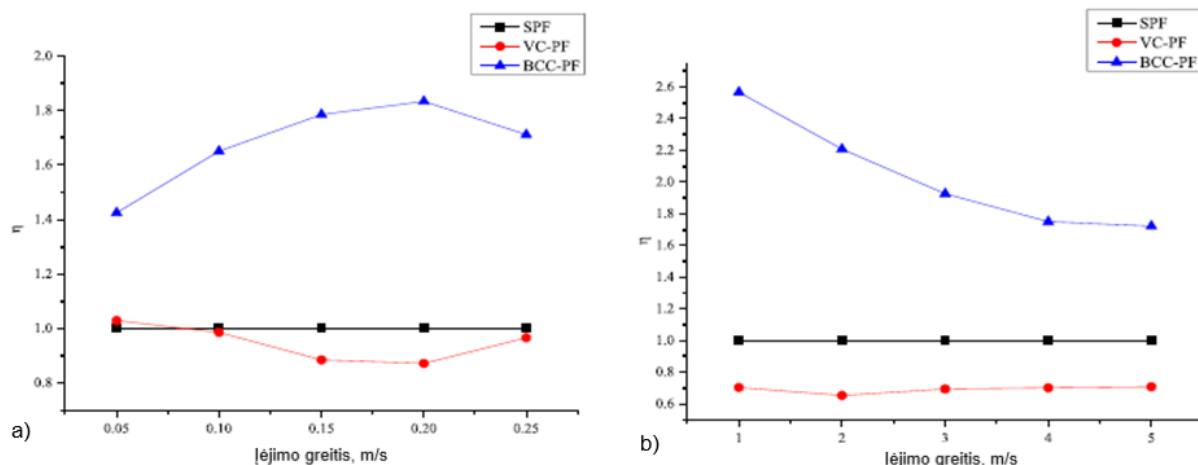 SPF
VC-PF
BCC-PF
2.0
1.8
1.6
1.4
1.2
1.0
0.8
η
0.05
0.10
0.15
0.20
0.25
a)
Įėjimo greitis, m/s
SPF
VC-PF
BCC-PF
2.6
2.4
2.2
2.0
1.8
1.6
1.4
1.2
1.0
0.8
0.6
η
1
2
3
4
5
b)
Įėjimo greitis, m/s